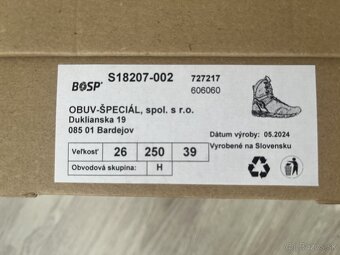 BOSP® S18207-002 727217
606060
OBUV-ŠPECIÁL, spol. s r.o.
Duklianska 19
085 01 Bardejov
Dátum výroby: 05.2024
Vyrobené na Slovensku
Veľkosť 26 250 39
Obvodová skupina: H